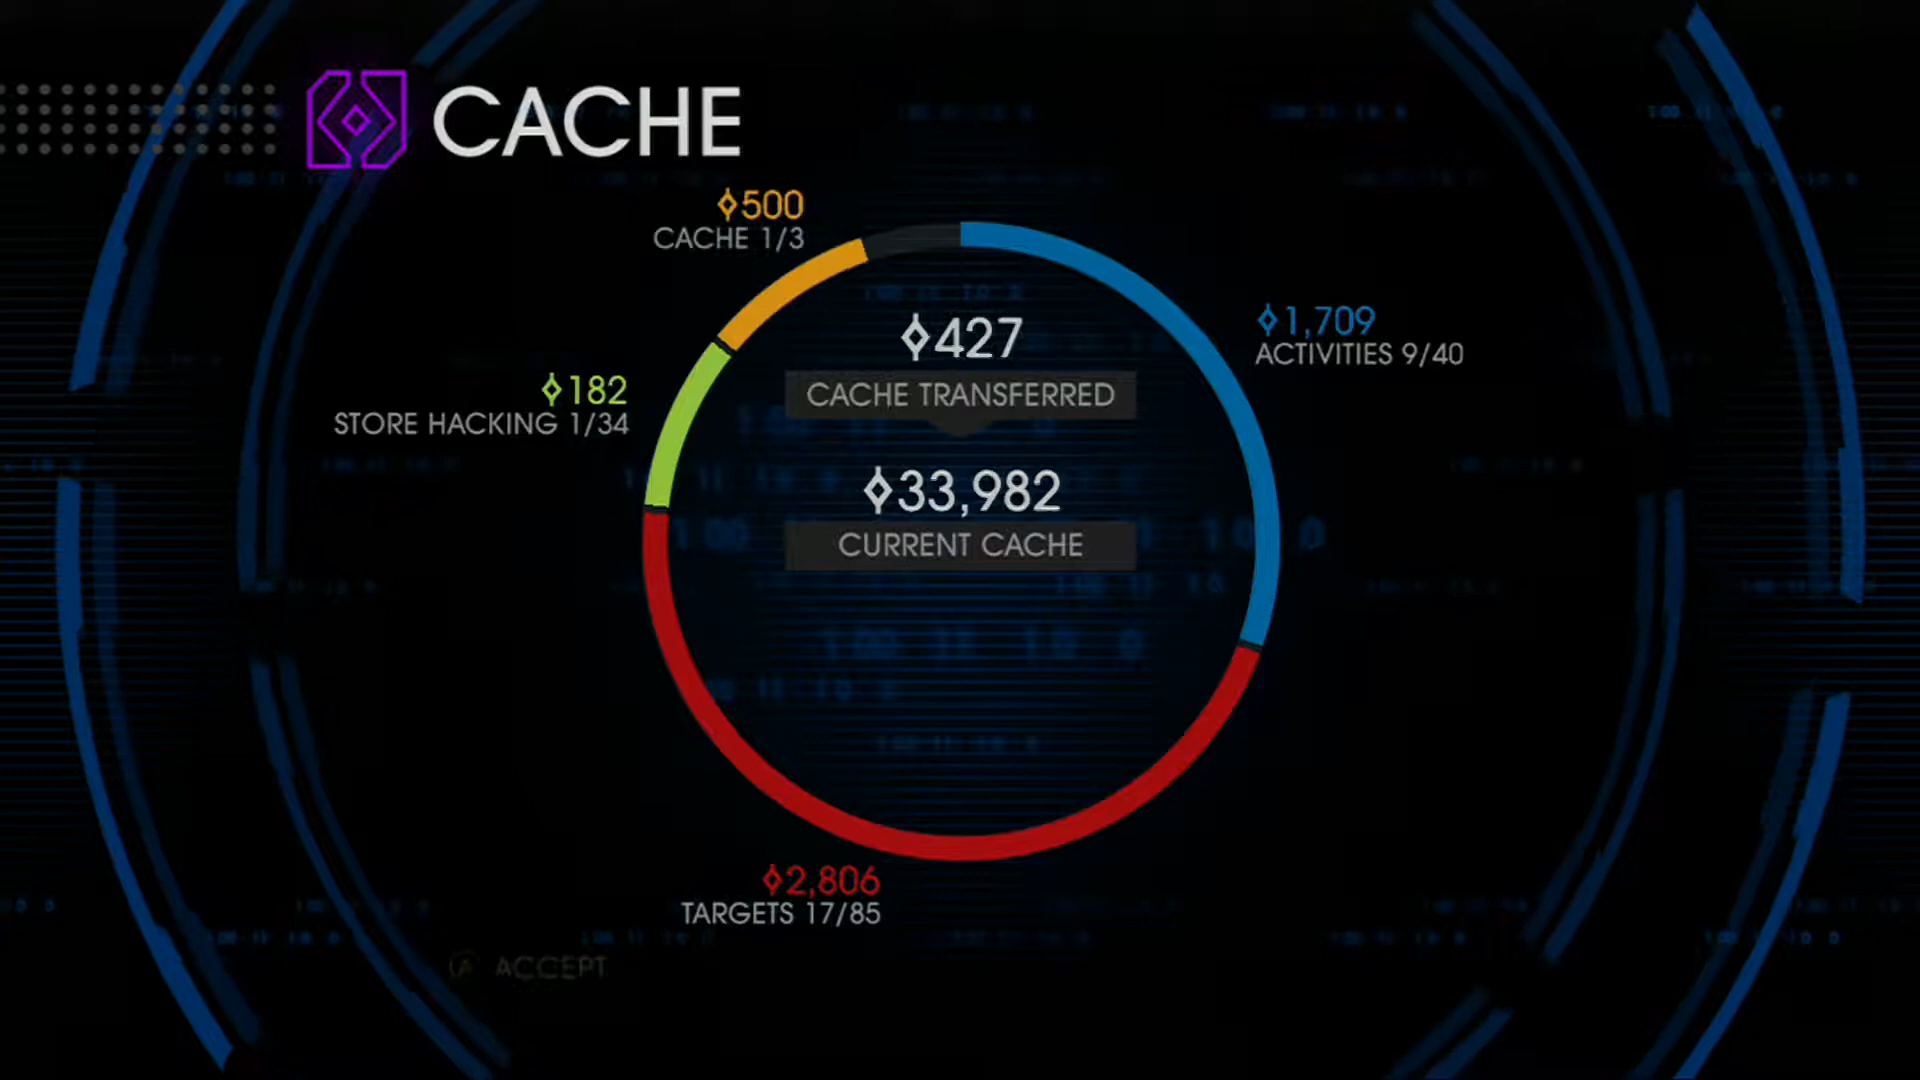 CACHE
500
CACHE 1/3
1,709
ACTIVITIES 9/40
427
CACHE TRANSFERRED
182
STORE HACKING 1/34
33,982
CURRENT CACHE
2,806
TARGETS 17/85
A ACCEPT